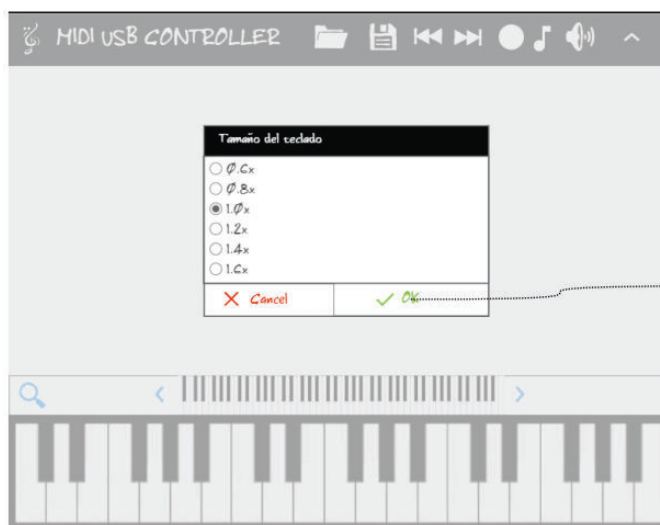 MIDI USB CONTROLLER
Tamaño del teclado
0.6x
0.8x
1.0x
1.2x
1.4x
1.6x
Cancel
OK